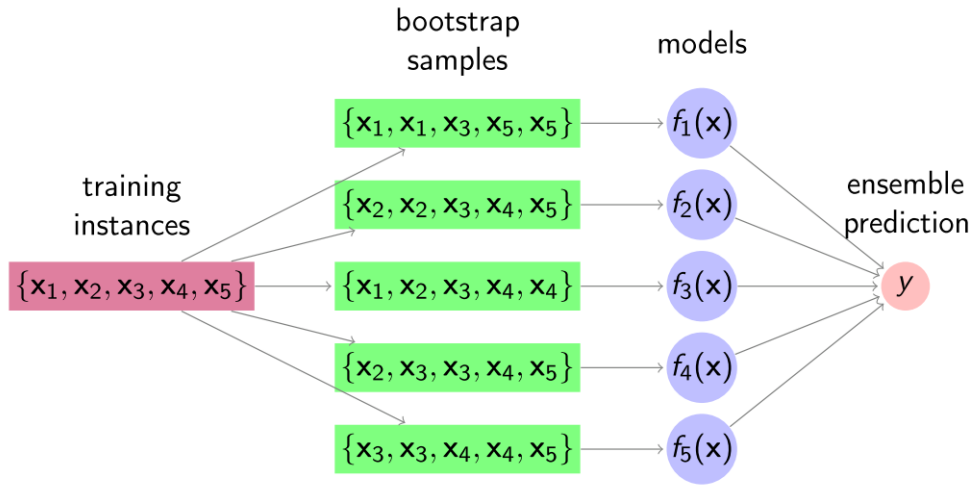 bootstrap
samples
models
{x₁, x₁, x₃, x₅, x₅}
f₁(x)
training
instances
{x₂, x₂, x₃, x₄, x₅}
f₂(x)
ensemble
prediction
{x₁, x₂, x₃, x₄, x₅}
{x₁, x₂, x₃, x₄, x₄}
f₃(x)
y
{x₂, x₃, x₃, x₄, x₅}
f₄(x)
{x₃, x₃, x₄, x₄, x₅}
f₅(x)